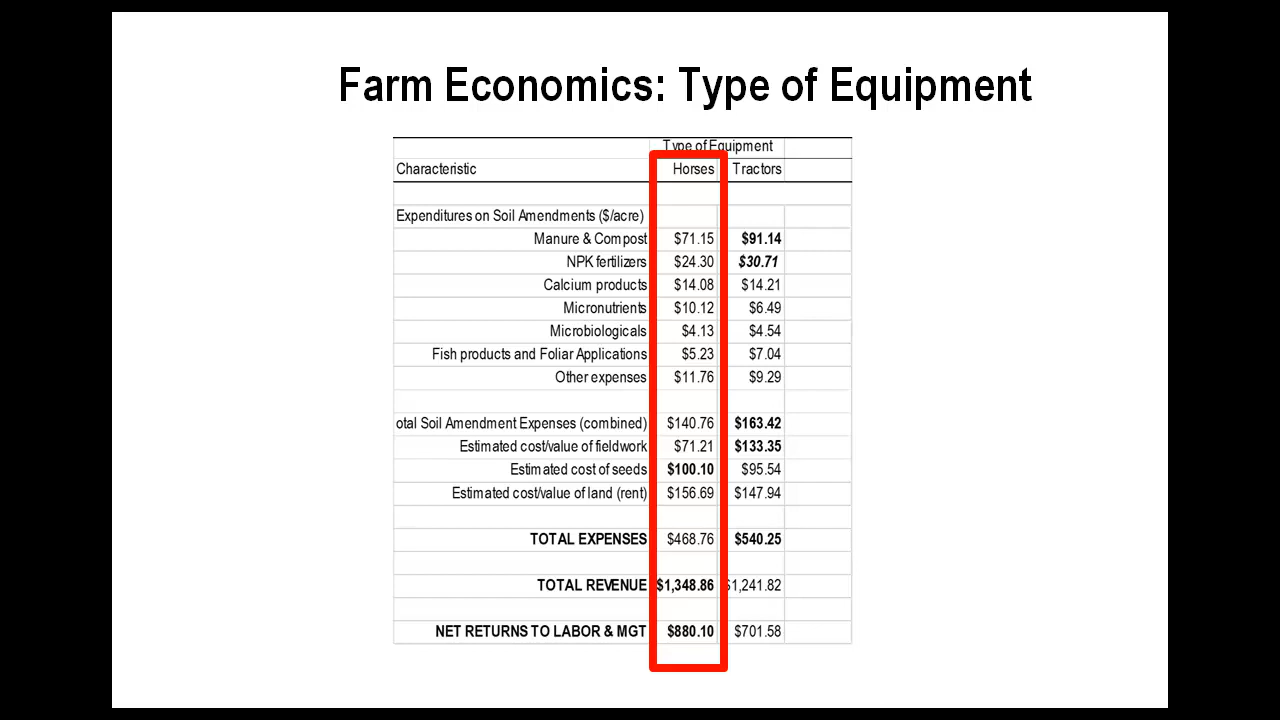 Farm Economics: Type of Equipment
Type of Equipment
Characteristic Horses Tractors
Expenditures on Soil Amendments ($/acre)
Manure & Compost $71.15 $91.14
NPK fertilizers $24.30 $30.71
Calcium products $14.08 $14.21
Micronutrients $10.12 $6.49
Microbiologicals $4.13 $4.54
Fish products and Foliar Applications $5.23 $7.04
Other expenses $11.76 $9.29
otal Soil Amendment Expenses (combined) $140.76 $163.42
Estimated cost/value of fieldwork $71.21 $133.35
Estimated cost of seeds $100.10 $95.54
Estimated cost/value of land (rent) $156.69 $147.94
TOTAL EXPENSES $468.76 $540.25
TOTAL REVENUE $1,348.86 $1,241.82
NET RETURNS TO LABOR & MGT $880.10 $701.58